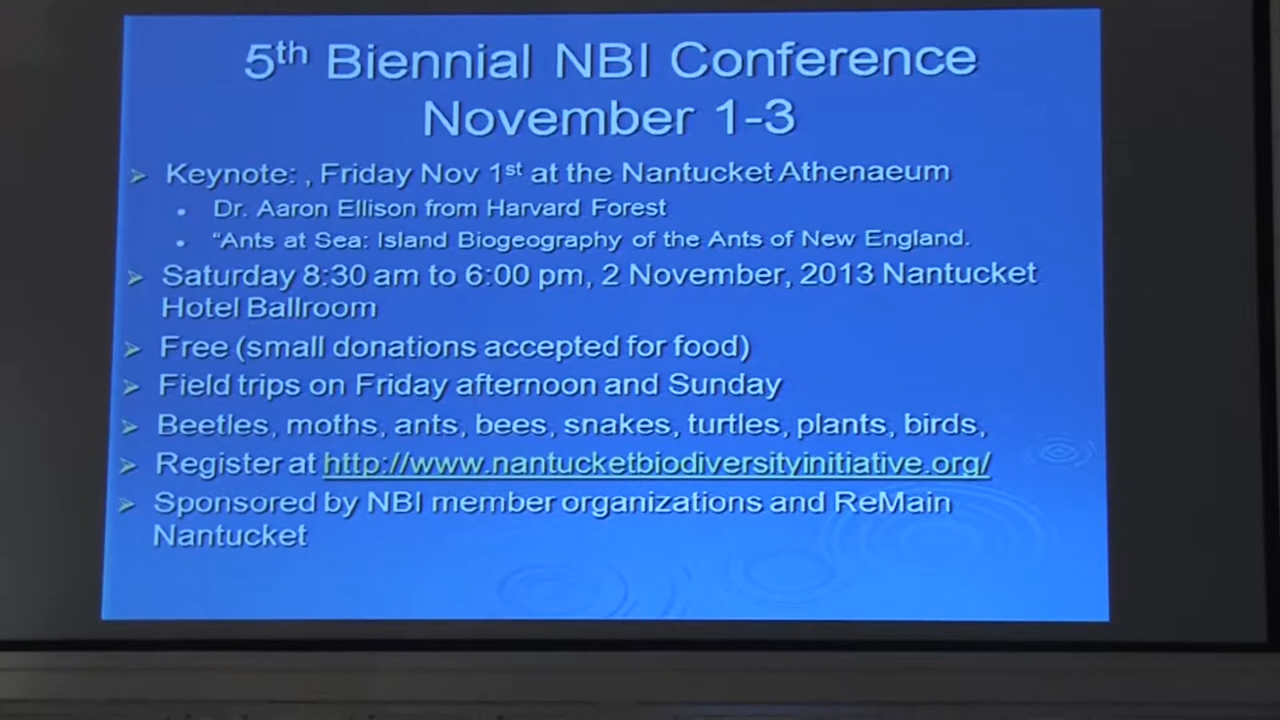 5th Biennial NBI Conference
November 1-3
Keynote: , Friday Nov 1st at the Nantucket Athenaeum
Dr. Aaron Ellison from Harvard Forest
“Ants at Sea: Island Biogeography of the Ants of New England.
Saturday 8:30 am to 6:00 pm, 2 November, 2013 Nantucket
Hotel Ballroom
Free (small donations accepted for food)
Field trips on Friday afternoon and Sunday
Beetles, moths, ants, bees, snakes, turtles, plants, birds,
Register at http://www.nantucketbiodiversityinitiative.org/
Sponsored by NBI member organizations and ReMain
Nantucket